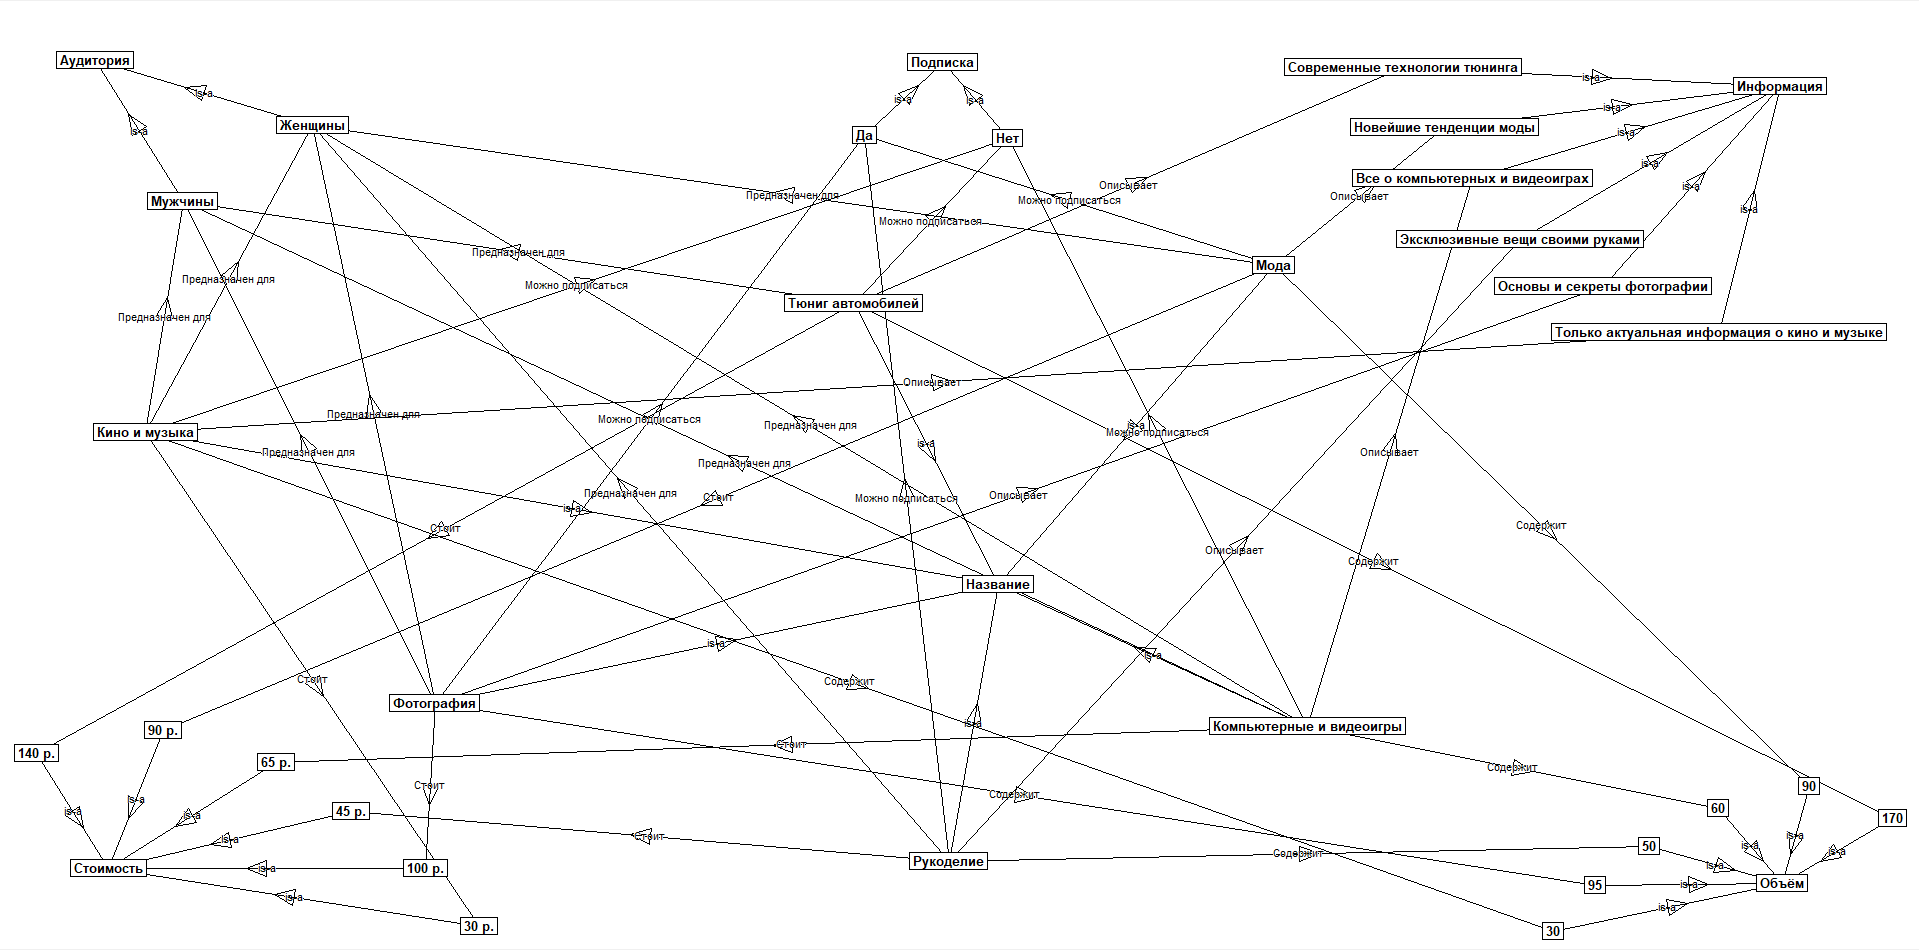 Аудитория
Подписка
Современные технологии тюнинга
is-a
Информация
is-a
is-a
is-a
is-a
Женщины
is-a
Да
Нет
Новейшие тенденции моды
is-a
is-a
is-a
Все о компьютерных и видеоиграх
is-a
Описывает
Мужчины
Предназначен для
Можно подписаться
Описывает
is-a
Можно подписаться
Эксклюзивные вещи своими руками
Предназначен для
Мода
Предназначен для
Можно подписаться
Основы и секреты фотографии
Тюниг автомобилей
Предназначен для
Только актуальная информация о кино и музыке
Описывает
Предназначен для
Можно подписаться
Предназначен для
is-a
Кино и музыка
Можно подписаться
is-a
Предназначен для
Описывает
Предназначен для
Предназначен для
Стоит
Можно подписаться
Описывает
is-a
Стоит
Содержит
Описывает
Содержит
Название
is-a
is-a
Стоит
Содержит
Фотография
is-a
90 р.
Компьютерные и видеоигры
140 р.
Стоит
65 р.
Содержит
Стоит
Содержит
90
is-a
is-a
is-a
45 р.
60
170
is-a
Стоит
is-a
is-a
is-a
50
Содержит
Рукоделие
is-a
Стоимость
is-a
100 р.
95
is-a
Объём
is-a
30 р.
is-a
30